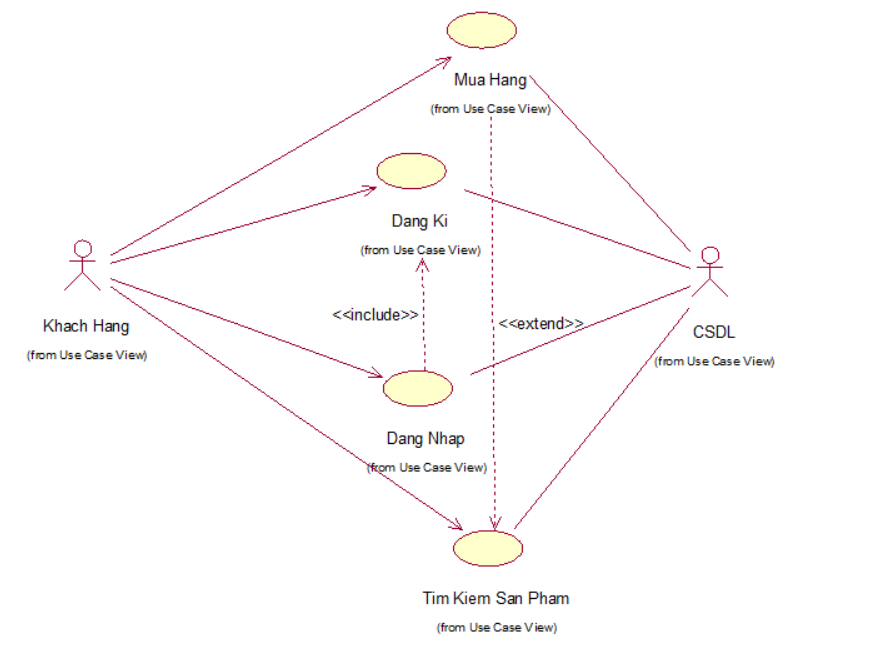 Mua Hang
(from Use Case View)
Dang Ki
(from Use Case View)
<<include>>
<<extend>>
Khach Hang
(from Use Case View)
CSDL
(from Use Case View)
Dang Nhap
(from Use Case View)
Tim Kiem San Pham
(from Use Case View)